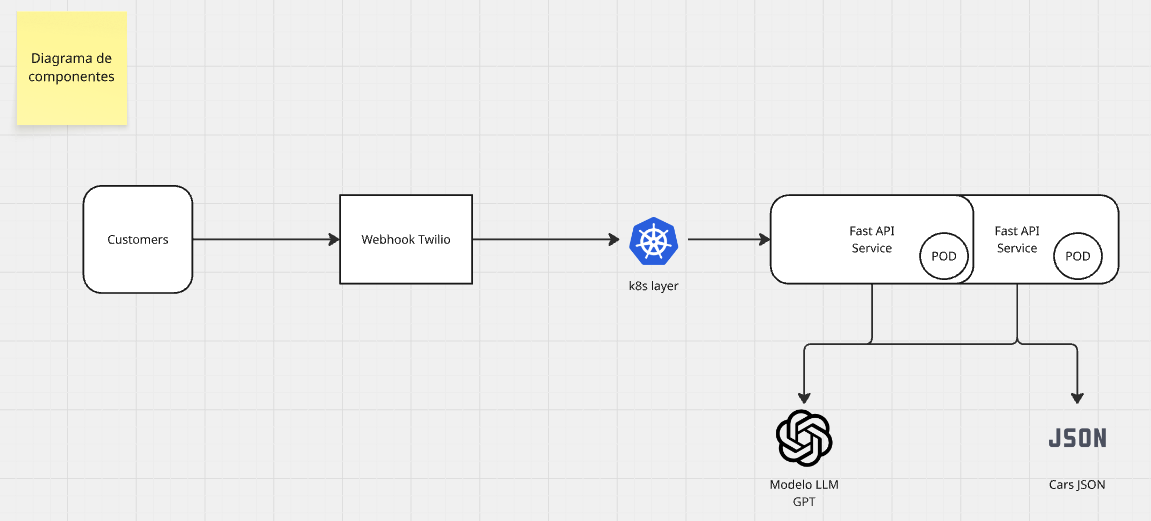 Diagrama de
componentes
Customers
Webhook Twilio
k8s layer
Fast API
Service
POD
Fast API
Service
POD
JSON
Modelo LLM
GPT
Cars JSON